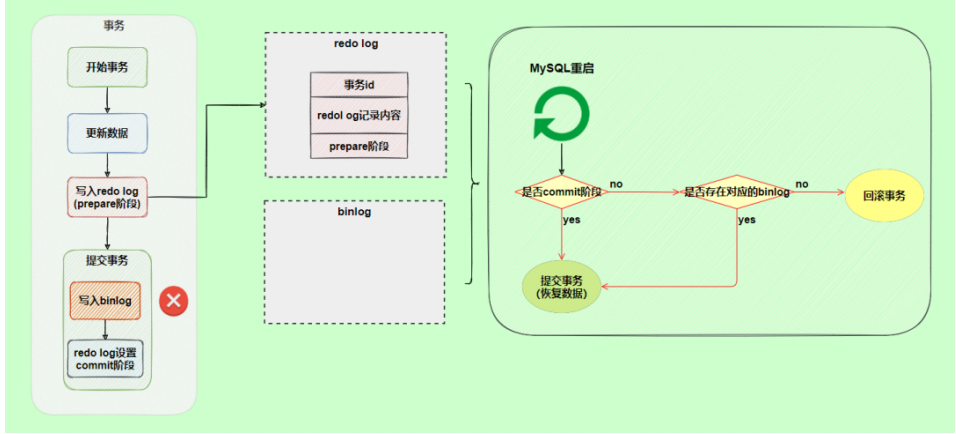 事务
开始事务
更新数据
写入redo log
(prepare阶段)
提交事务
写入binlog
redo log设置
commit阶段
redo log
事务id
redol og记录内容
prepare阶段
binlog
MySQL重启
是否commit阶段
no
是否存在对应的binlog
no
回滚事务
yes
yes
提交事务
(恢复数据)